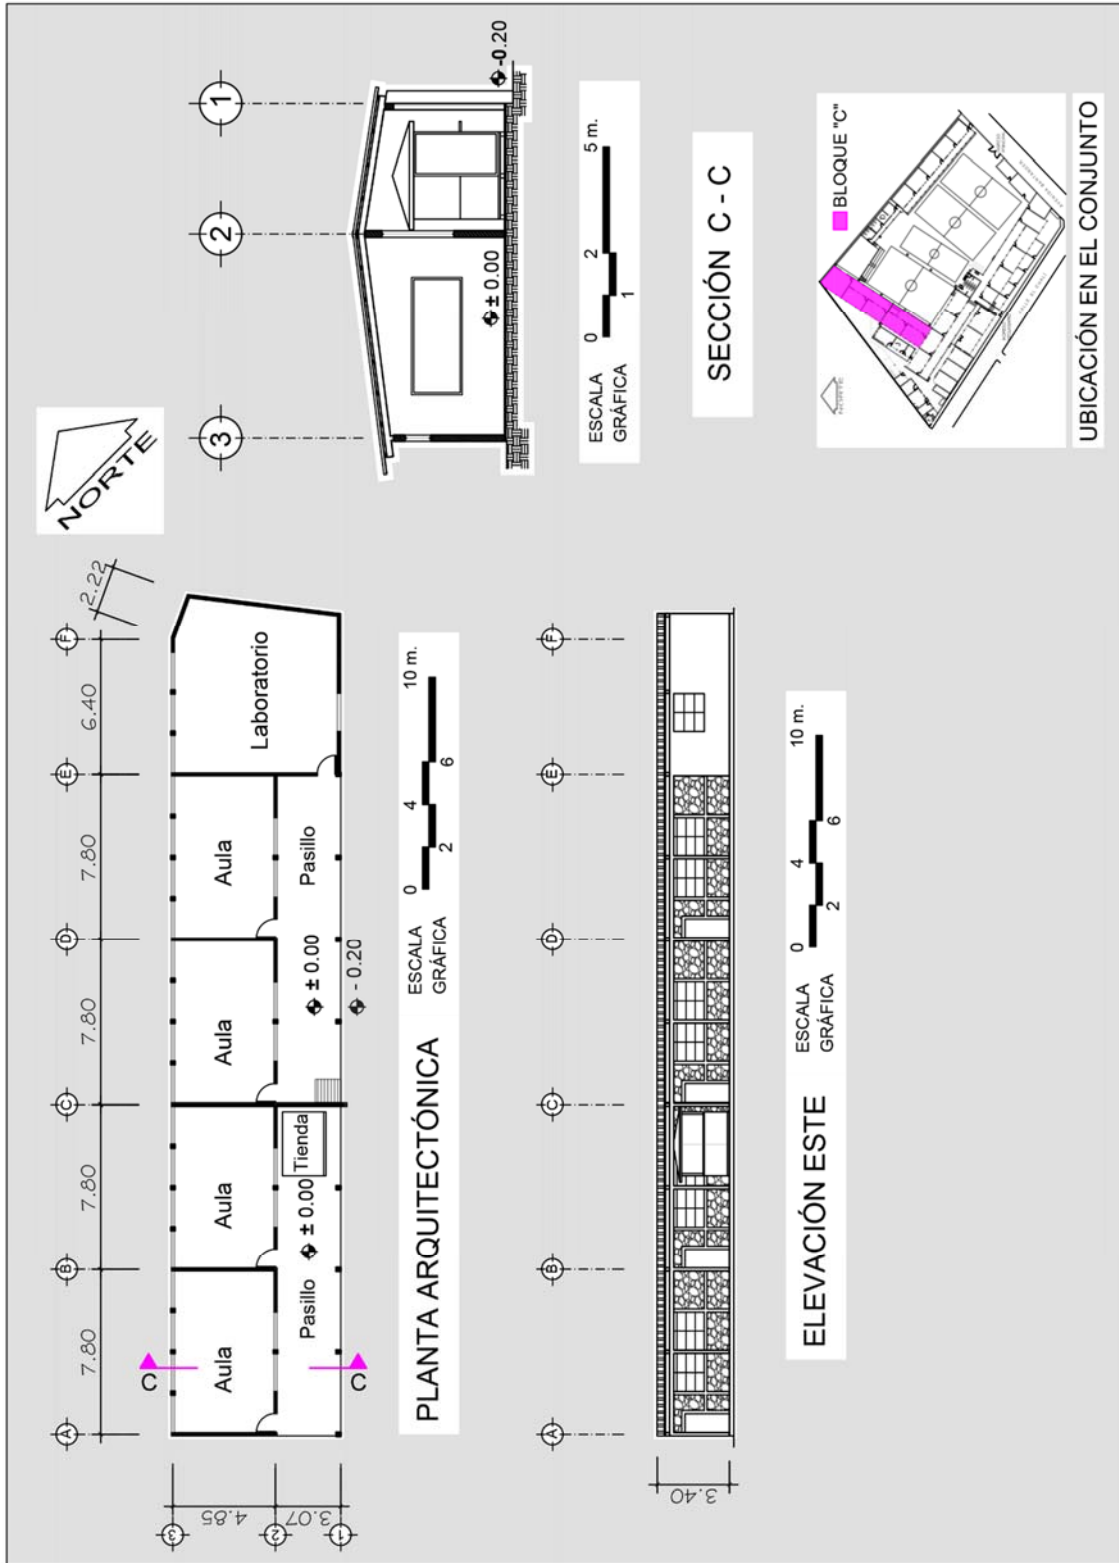 A
B
C
D
E
F
7.80
7.80
7.80
7.80
6.40
2.22
NORTE
3
2
1
4.85
3.07
C
C
Aula
Aula
Aula
Aula
Laboratorio
Pasillo
± 0.00
Tienda
± 0.00
- 0.20
Pasillo
PLANTA ARQUITECTÓNICA
ESCALA
GRÁFICA
0 4 10 m.
2 6
3
2
1
± 0.00
-0.20
ESCALA
GRÁFICA
0 2 5 m.
1
SECCIÓN C - C
A
B
C
D
E
F
3.40
ELEVACIÓN ESTE
ESCALA
GRÁFICA
0 4 10 m.
2 6
BLOQUE "C"
UBICACIÓN EN EL CONJUNTO